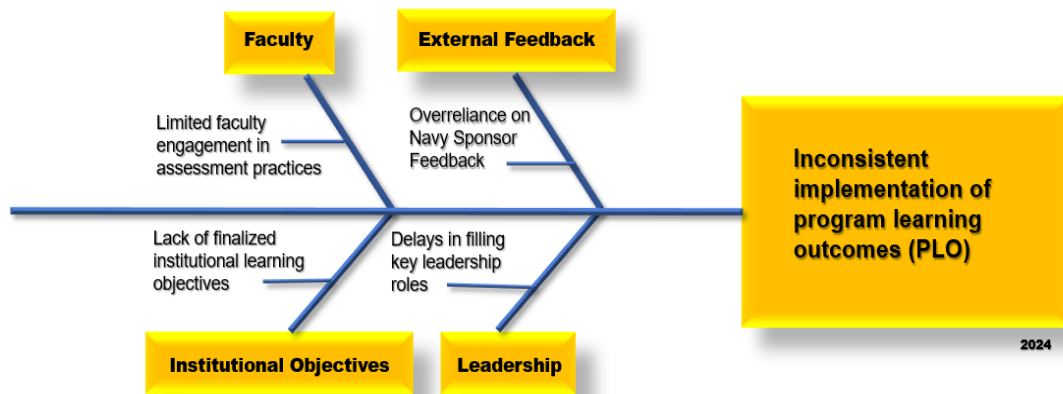 Faculty
External Feedback
Limited faculty
engagement in
assessment practices
Overreliance on
Navy Sponsor
Feedback
Inconsistent
implementation of
program learning
outcomes (PLO)
Lack of finalized
institutional learning
objectives
Delays in filling
key leadership
roles
Institutional Objectives
Leadership
2024